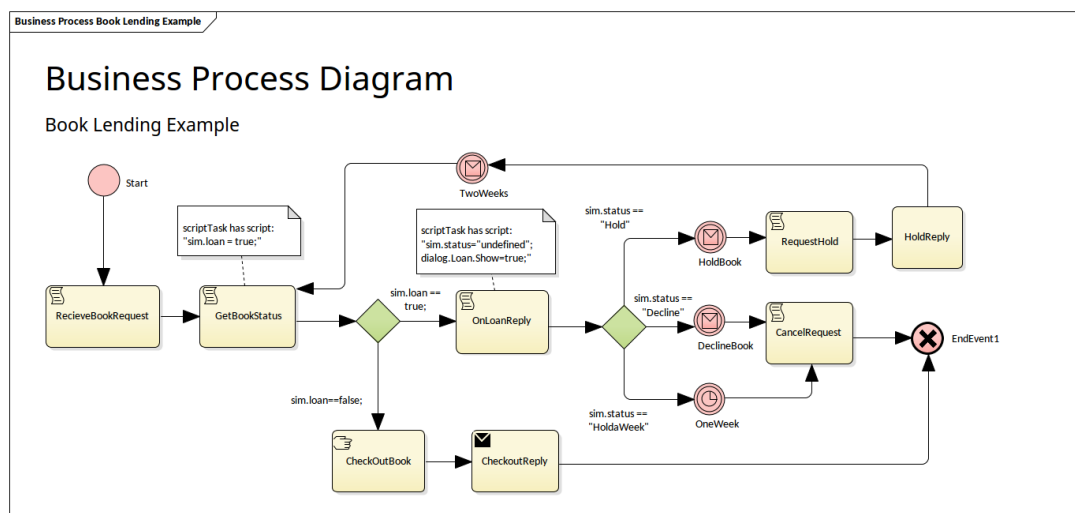 Business Process Book Lending Example
Business Process Diagram
Book Lending Example
Start
TwoWeeks
scriptTask has script:
"sim.loan = true;"
scriptTask has script:
"sim.status="undefined";
dialog.Loan.Show=true;"
sim.status ==
"Hold"
HoldBook
RequestHold
HoldReply
RecieveBookRequest
GetBookStatus
sim.loan ==
true;
OnLoanReply
sim.status ==
"Decline"
DeclineBook
CancelRequest
EndEvent1
sim.loan==false;
sim.status ==
"HoldaWeek"
OneWeek
CheckOutBook
CheckoutReply